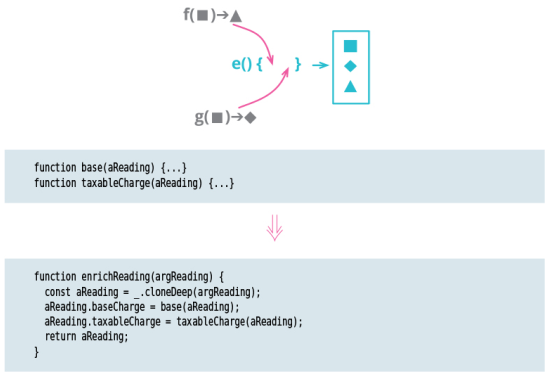 f(■)→▲
e() { } →
■
◆
▲
g(■)→◆
function base(aReading) {...}
function taxableCharge(aReading) {...}
function enrichReading(argReading) {
  const aReading = _.cloneDeep(argReading);
  aReading.baseCharge = base(aReading);
  aReading.taxableCharge = taxableCharge(aReading);
  return aReading;
}